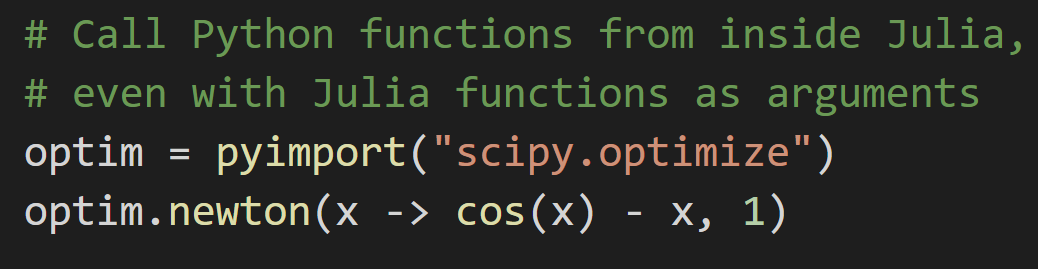 # Call Python functions from inside Julia,
# even with Julia functions as arguments
optim = pyimport("scipy.optimize")
optim.newton(x -> cos(x) - x, 1)